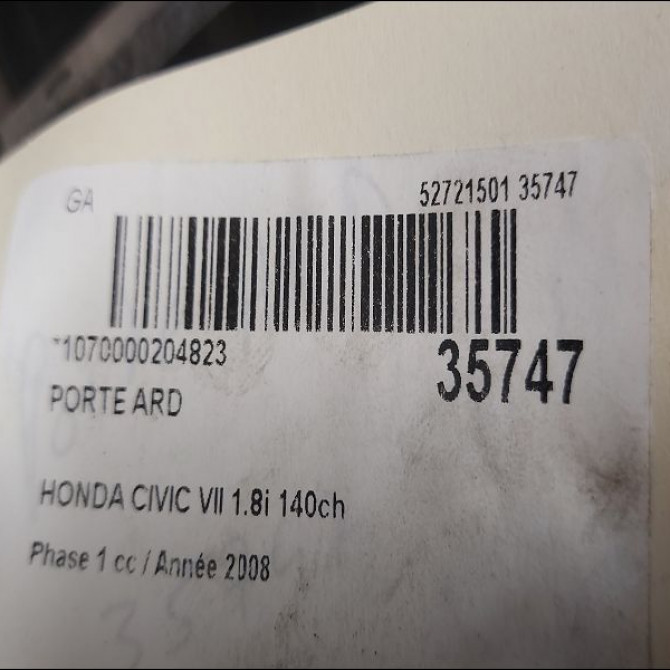 GA
52721501 35747
*1070000204823
35747
PORTE ARD
HONDA CIVIC VII 1.8i 140ch
Phase 1 cc / Année 2008